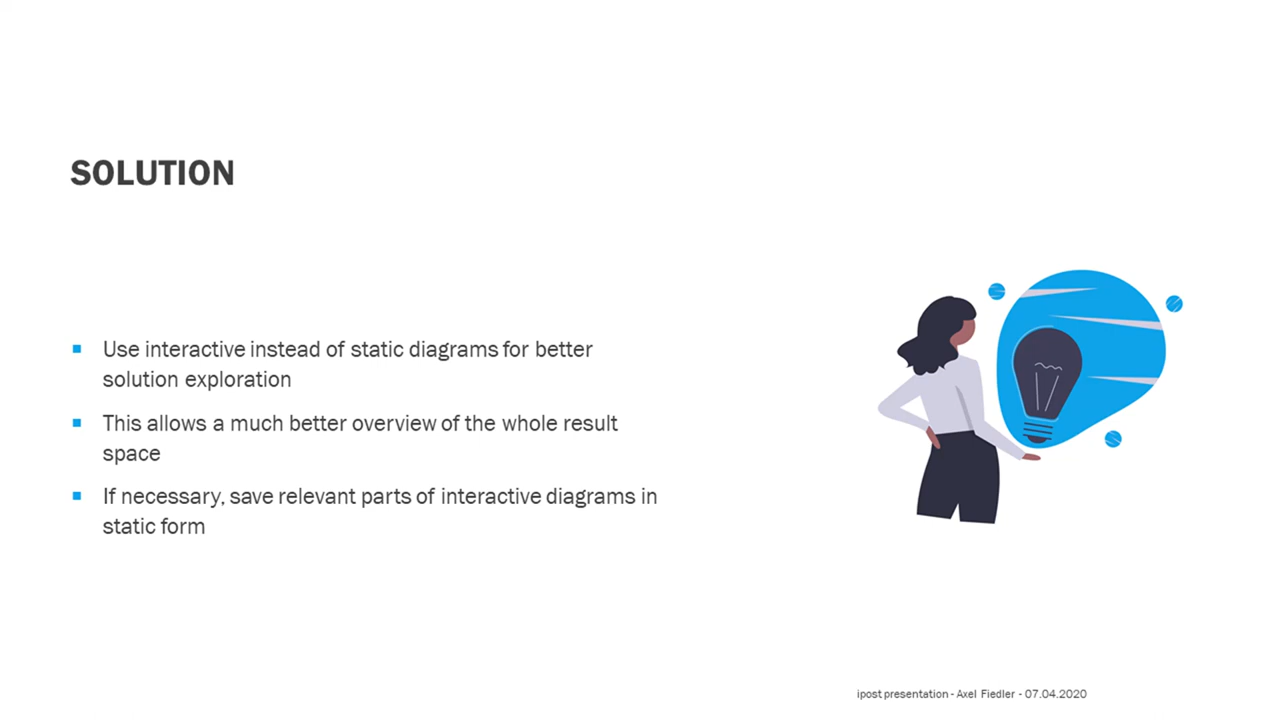 SOLUTION
Use interactive instead of static diagrams for better
solution exploration
This allows a much better overview of the whole result
space
If necessary, save relevant parts of interactive diagrams in
static form
ipost presentation - Axel Fiedler - 07.04.2020